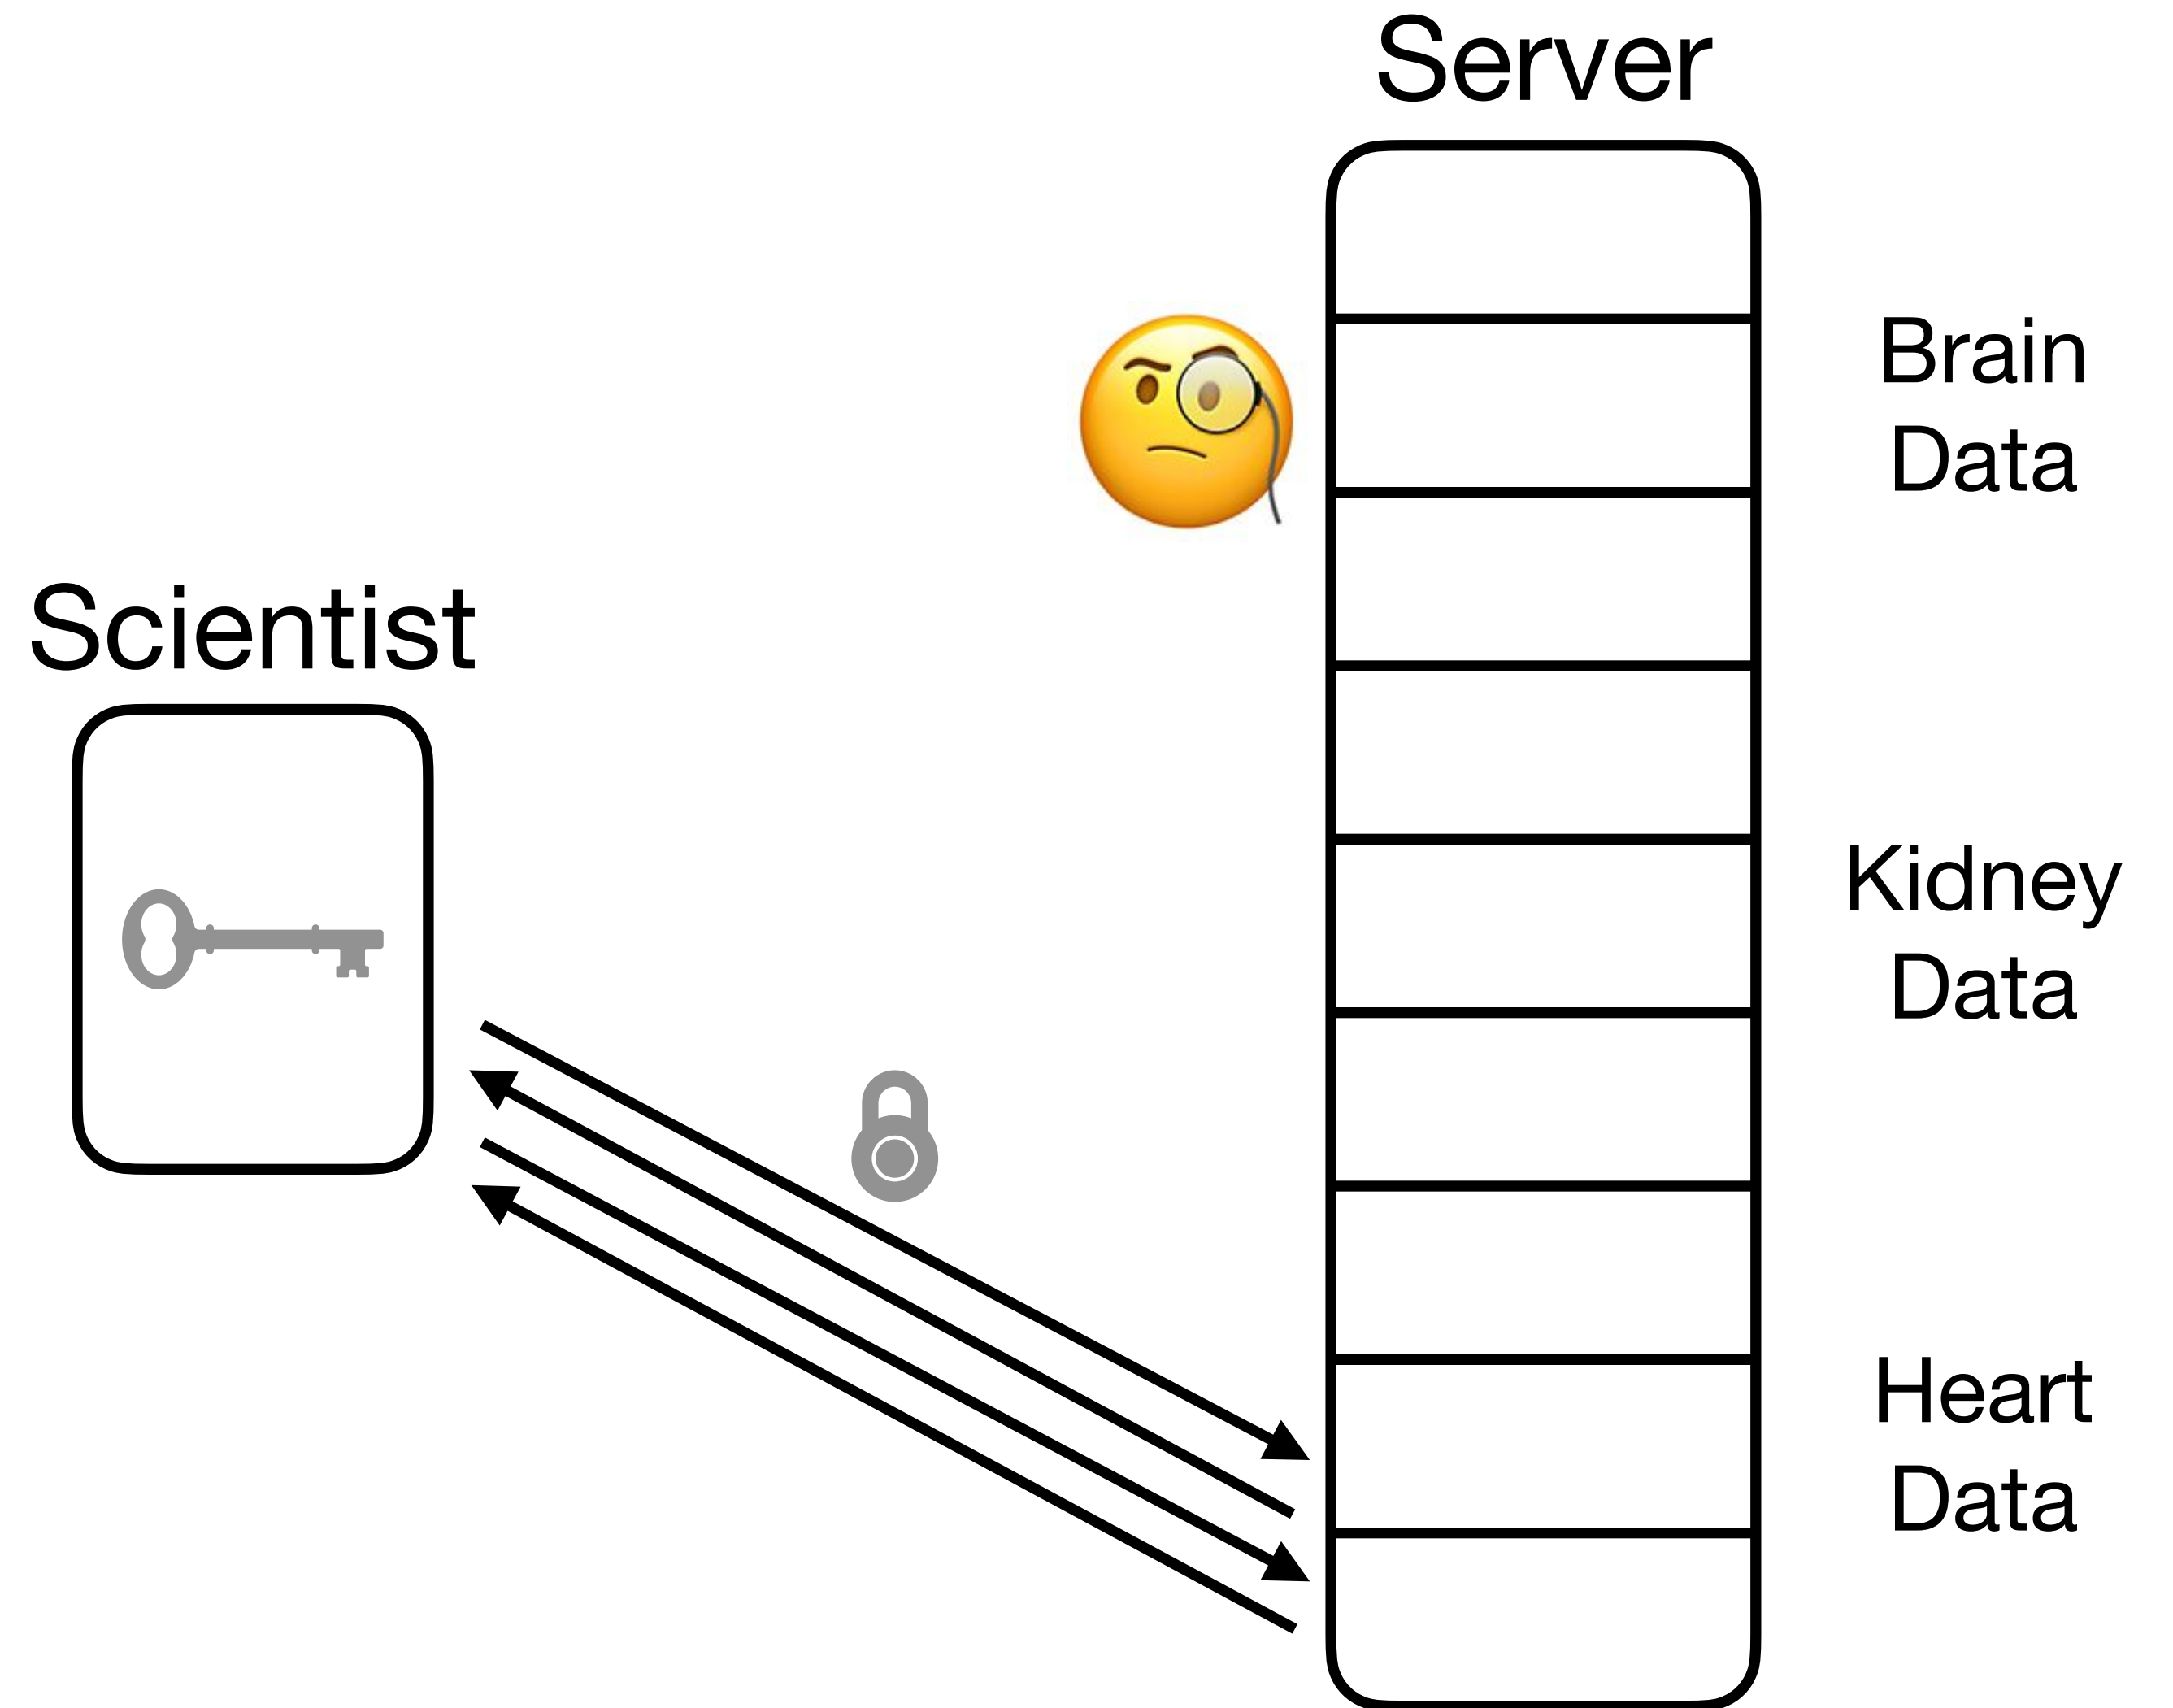 Server
Brain
Data
Scientist
Kidney
Data
Heart
Data